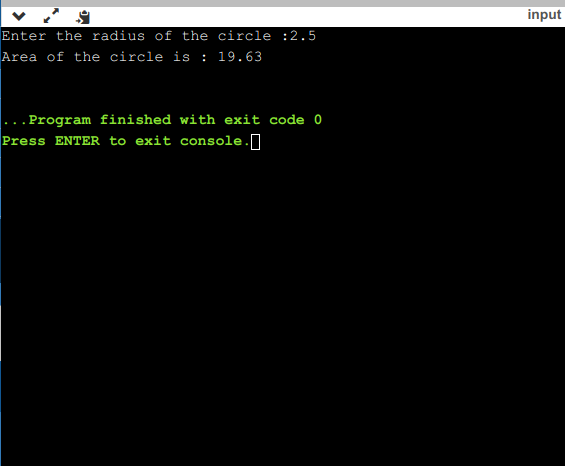 input
Enter the radius of the circle :2.5
Area of the circle is : 19.63
...Program finished with exit code 0
Press ENTER to exit console.